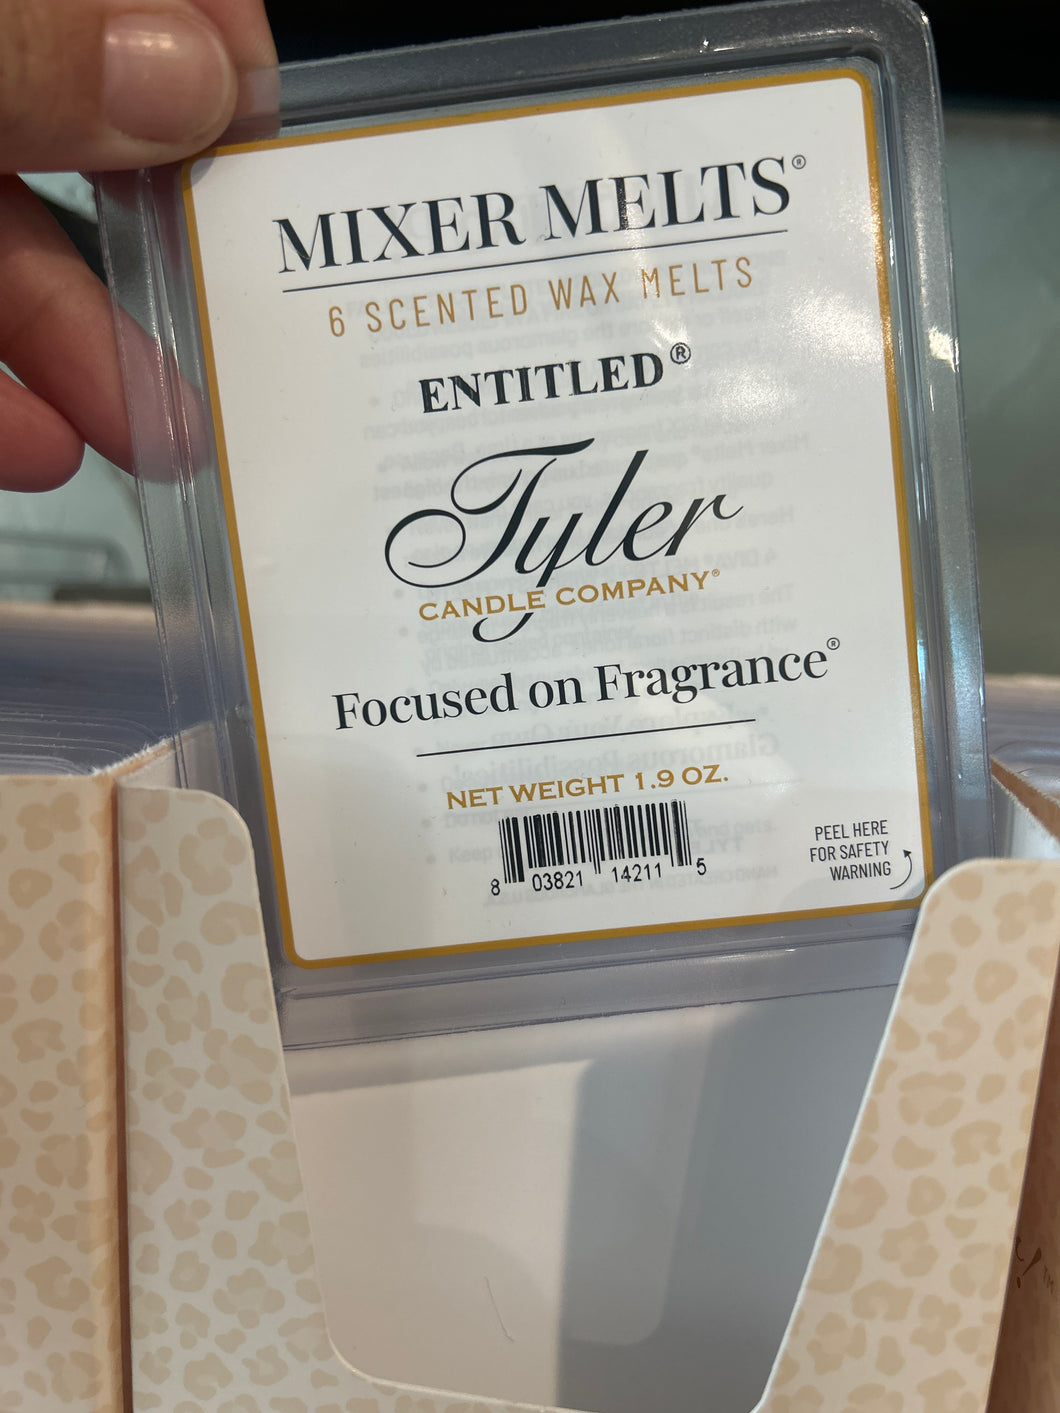 MIXER MELTS®
6 SCENTED WAX MELTS
ENTITLED®
Tyler
CANDLE COMPANY®
Focused on Fragrance®
NET WEIGHT 1.9 OZ.
8 03821 14211 5
PEEL HERE
FOR SAFETY
WARNING